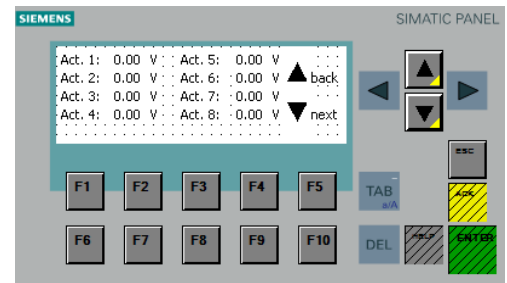 SIEMENS SIMATIC PANEL
Act. 1: 0.00 V Act. 5: 0.00 V
Act. 2: 0.00 V Act. 6: 0.00 V back
Act. 3: 0.00 V Act. 7: 0.00 V
Act. 4: 0.00 V Act. 8: 0.00 V next
ESC
F1 F2 F3 F4 F5 TAB
a/A
ACK
F6 F7 F8 F9 F10 DEL HELP ENTER